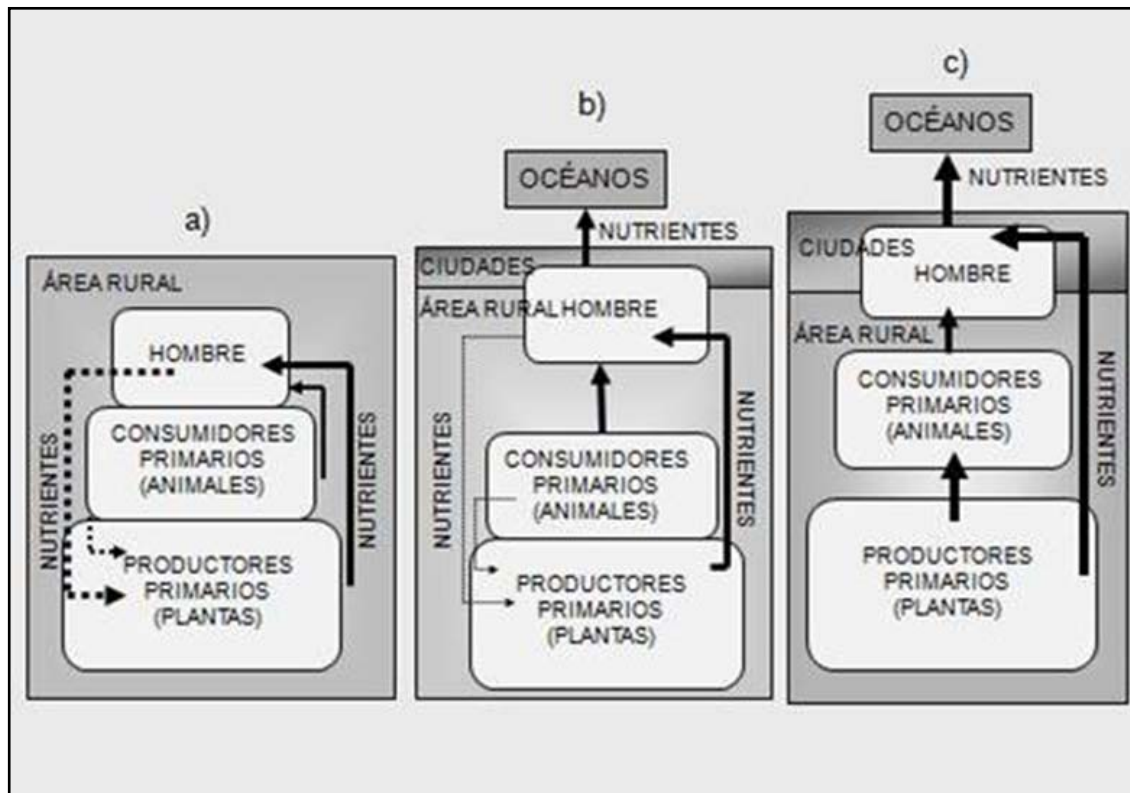 a)
ÁREA RURAL
HOMBRE
CONSUMIDORES
PRIMARIOS
(ANIMALES)
PRODUCTORES
PRIMARIOS
(PLANTAS)
NUTRIENTES
NUTRIENTES
b)
OCÉANOS
NUTRIENTES
CIUDADES
ÁREA RURAL
HOMBRE
CONSUMIDORES
PRIMARIOS
(ANIMALES)
PRODUCTORES
PRIMARIOS
(PLANTAS)
NUTRIENTES
NUTRIENTES
c)
OCÉANOS
NUTRIENTES
CIUDADES
HOMBRE
ÁREA RURAL
CONSUMIDORES
PRIMARIOS
(ANIMALES)
PRODUCTORES
PRIMARIOS
(PLANTAS)
NUTRIENTES